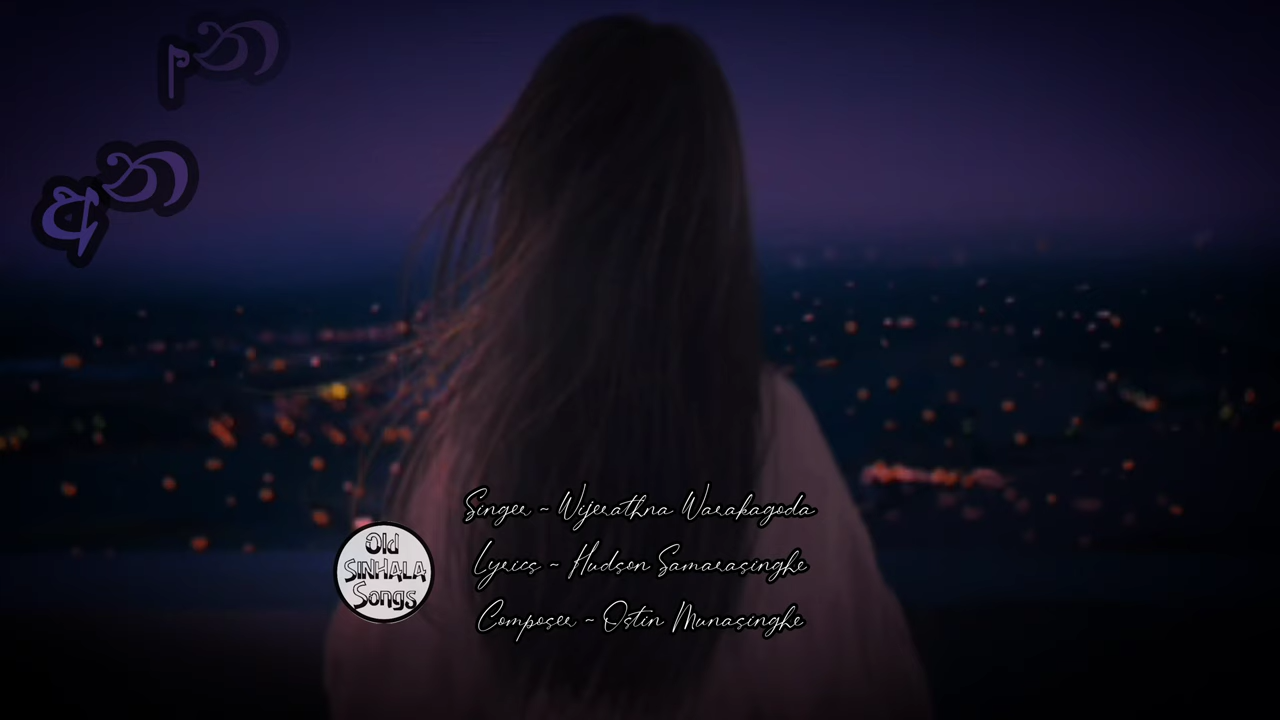 Singer ~ Wijerathna Warakagoda
Old
SINHALA
Songs
Lyrics ~ Hudson Samarasinghe
Composer ~ Ostin Munasinghe